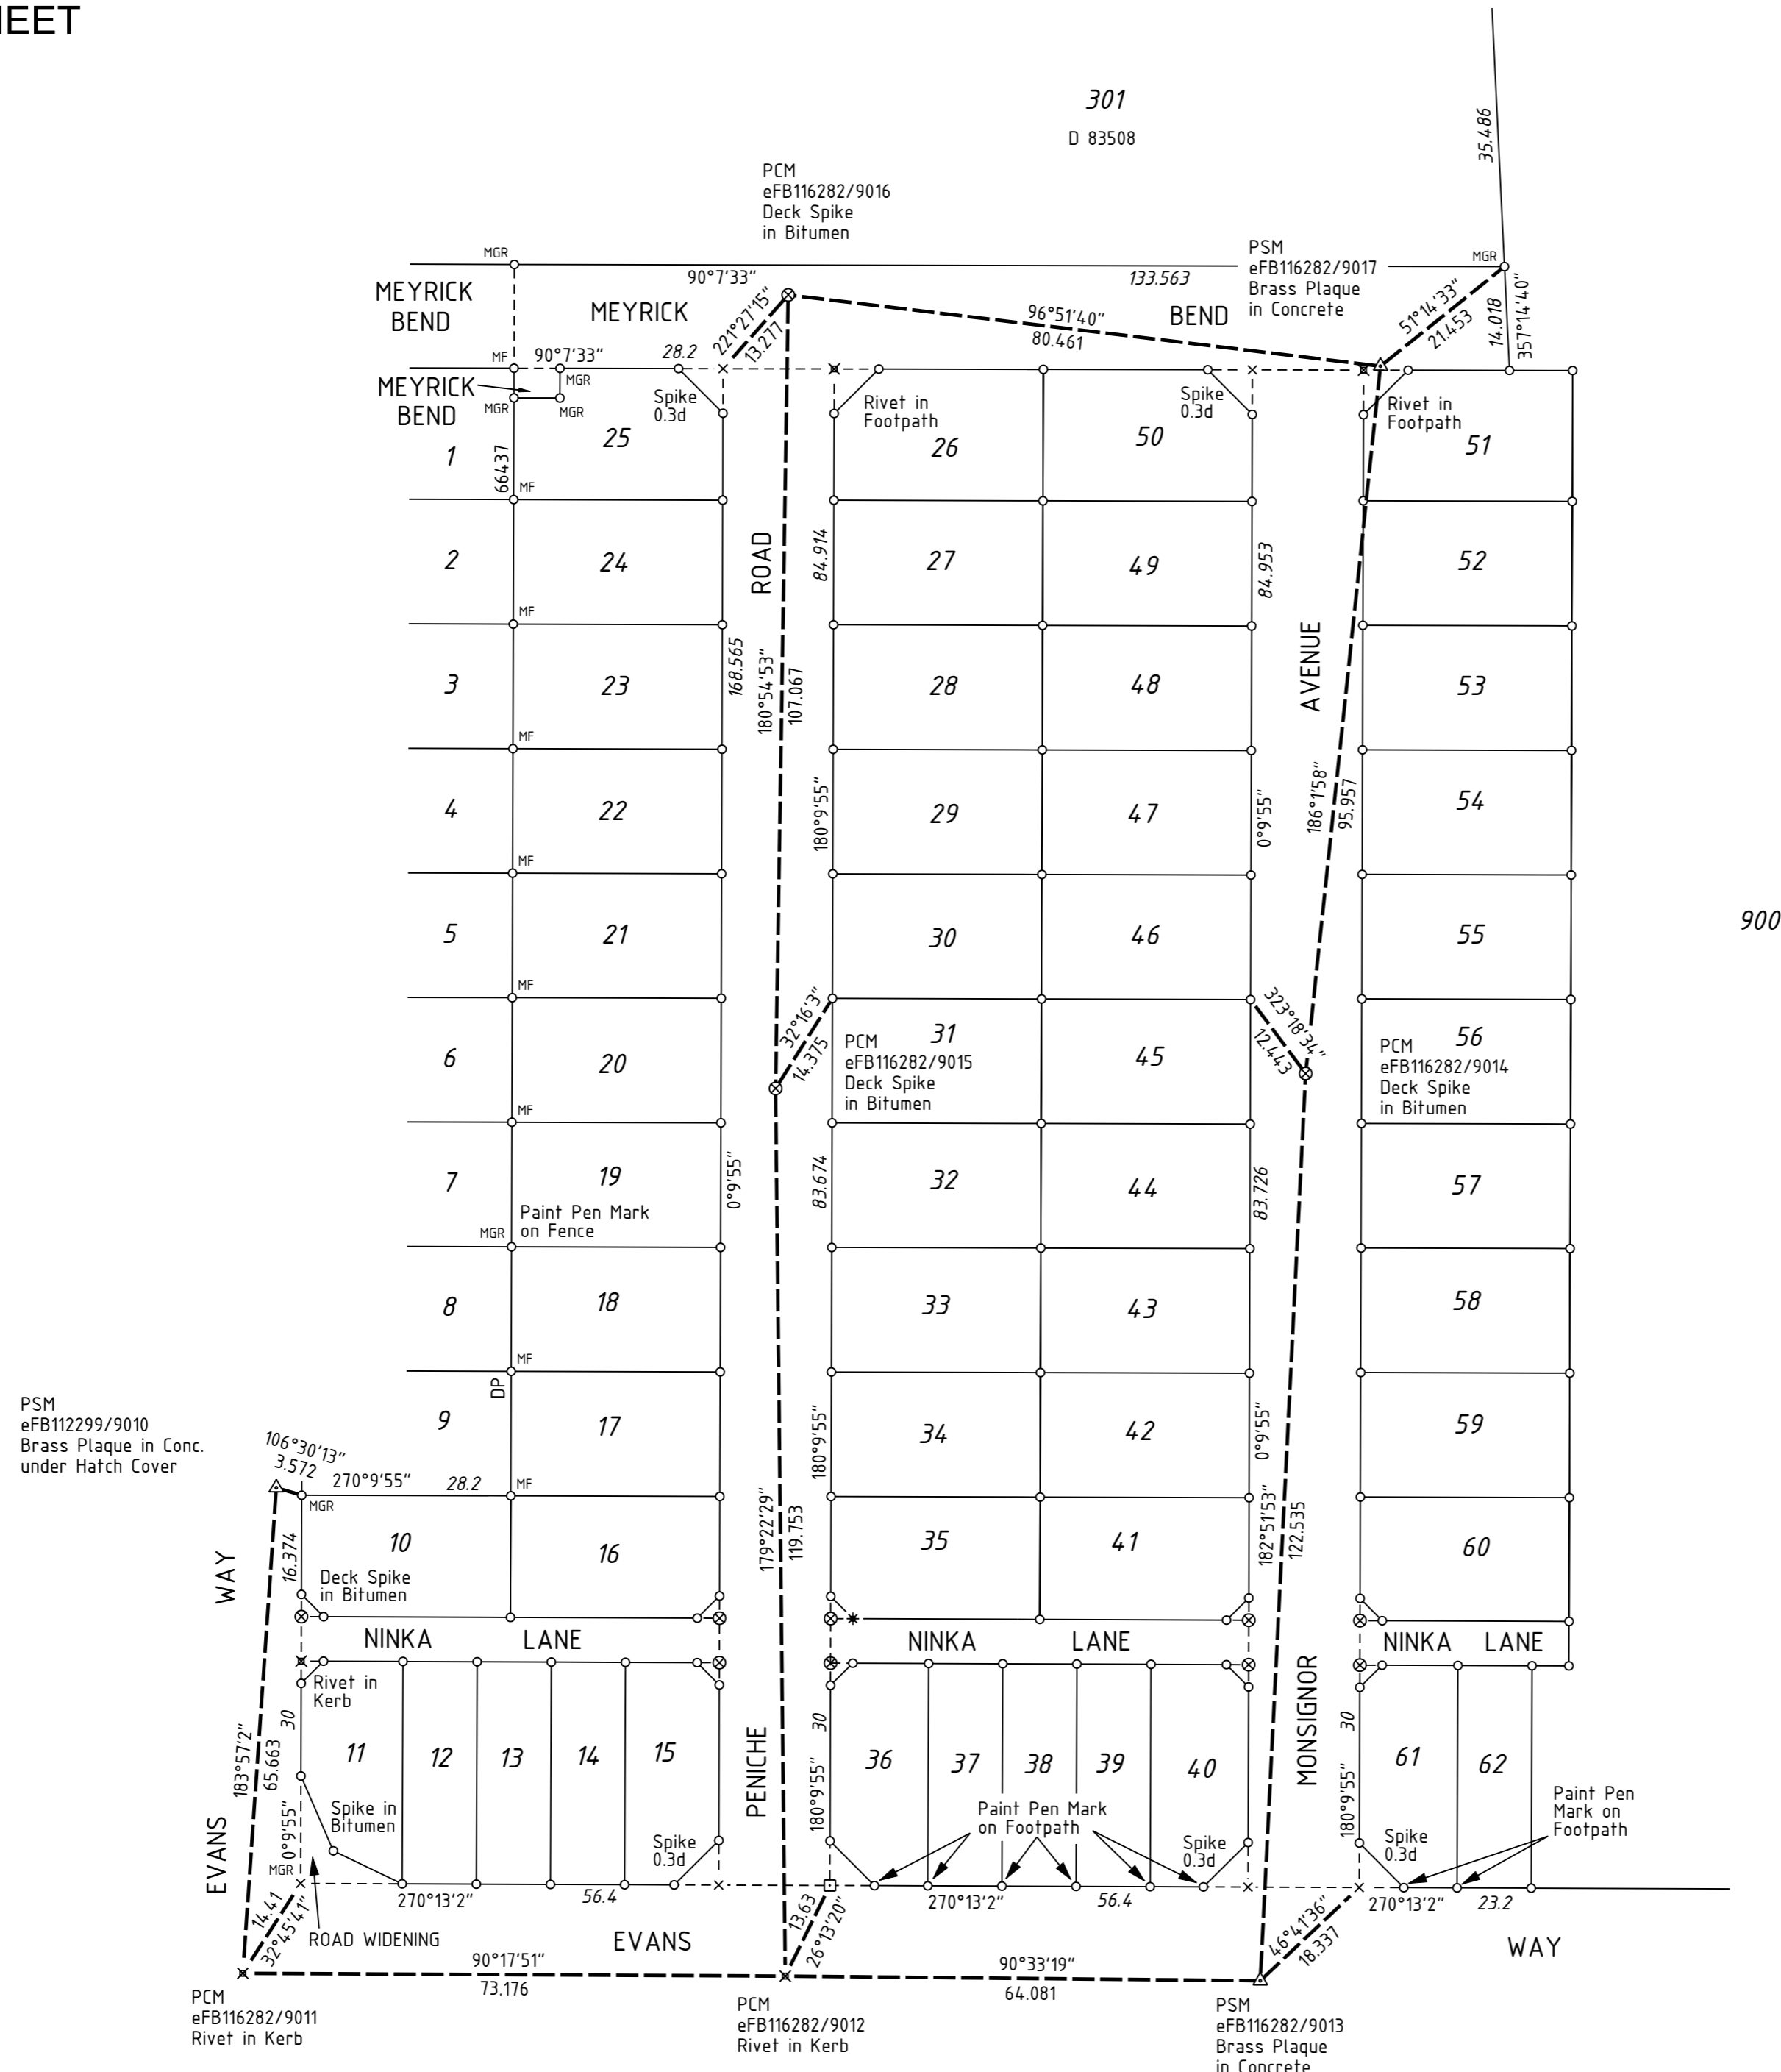 HEET
301
D 83508
35.486
PCM
eFB116282/9016
Deck Spike
in Bitumen
PSM
eFB116282/9017
Brass Plaque
in Concrete
MGR
MGR
90°7'33"
133.563
MEYRICK
BEND
MEYRICK
BEND
221°27'15"
13.277
96°51'40"
80.461
51°14'33"
21.453
14.018
357°14'40"
MF
90°7'33"
28.2
MGR
MEYRICK
BEND
MGR
MGR
Spike
0.3d
Rivet in
Footpath
Spike
0.3d
Rivet in
Footpath
1
66437
25
26
50
51
MF
2
24
ROAD
84.914
27
49
84.953
52
MF
3
23
168.565
180°54'53"
107.067
28
48
AVENUE
53
MF
4
22
180°9'55"
29
47
0°9'55"
186°1'58"
95.957
54
MF
5
21
30
46
55
900
MF
6
20
32°16'3"
14.375
31
PCM
eFB116282/9015
Deck Spike
in Bitumen
45
323°18'34"
12.443
56
PCM
eFB116282/9014
Deck Spike
in Bitumen
MF
7
19
Paint Pen Mark
on Fence
MGR
0°9'55"
83.674
32
44
83.726
57
8
18
33
43
58
MF
DP
9
17
180°9'55"
34
42
0°9'55"
59
PSM
eFB112299/9010
Brass Plaque in Conc.
under Hatch Cover
106°30'13"
3.572
270°9'55"
28.2
MF
MGR
16.374
10
16
179°22'29"
119.753
35
41
182°51'53"
122.535
60
WAY
Deck Spike
in Bitumen
NINKA
LANE
NINKA
LANE
NINKA
LANE
Rivet in
Kerb
30
11
12
13
14
15
30
36
37
38
39
40
MONSIGNOR
30
61
62
183°57'2"
65.663
PENICHE
180°9'55"
180°9'55"
Spike in
Bitumen
Paint Pen Mark
on Footpath
Paint Pen
Mark on
Footpath
EVANS
0°9'55"
Spike
0.3d
Spike
0.3d
Spike
0.3d
MGR
270°13'2"
56.4
270°13'2"
56.4
270°13'2"
23.2
14.41
32°45'41"
ROAD WIDENING
EVANS
13.63
26°13'20"
46°41'36"
18.337
WAY
90°17'51"
73.176
90°33'19"
64.081
PCM
eFB116282/9011
Rivet in Kerb
PCM
eFB116282/9012
Rivet in Kerb
PSM
eFB116282/9013
Brass Plaque
in Concrete